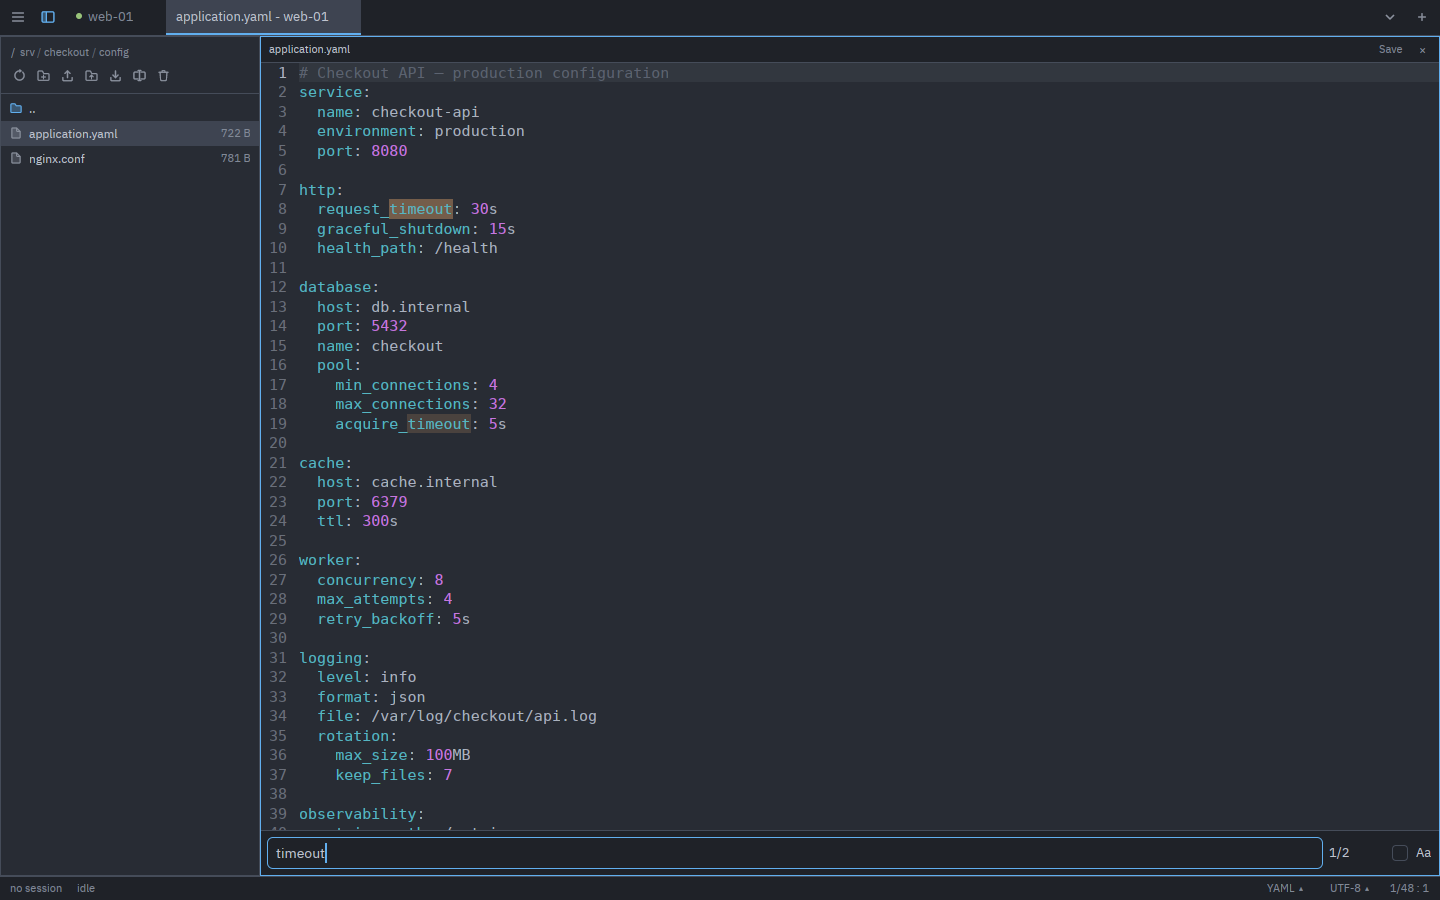 web-01
application.yaml - web-01
/ srv / checkout / config
..
application.yaml 722 B
nginx.conf 781 B
application.yaml
Save ×
1 # Checkout API — production configuration
2 service:
3 name: checkout-api
4 environment: production
5 port: 8080
6
7 http:
8 request_timeout: 30s
9 graceful_shutdown: 15s
10 health_path: /health
11
12 database:
13 host: db.internal
14 port: 5432
15 name: checkout
16 pool:
17 min_connections: 4
18 max_connections: 32
19 acquire_timeout: 5s
20
21 cache:
22 host: cache.internal
23 port: 6379
24 ttl: 300s
25
26 worker:
27 concurrency: 8
28 max_attempts: 4
29 retry_backoff: 5s
30
31 logging:
32 level: info
33 format: json
34 file: /var/log/checkout/api.log
35 rotation:
36 max_size: 100MB
37 keep_files: 7
38
39 observability:
timeout 1/2 Aa
no session idle YAML ▴ UTF-8 ▴ 1/48 : 1